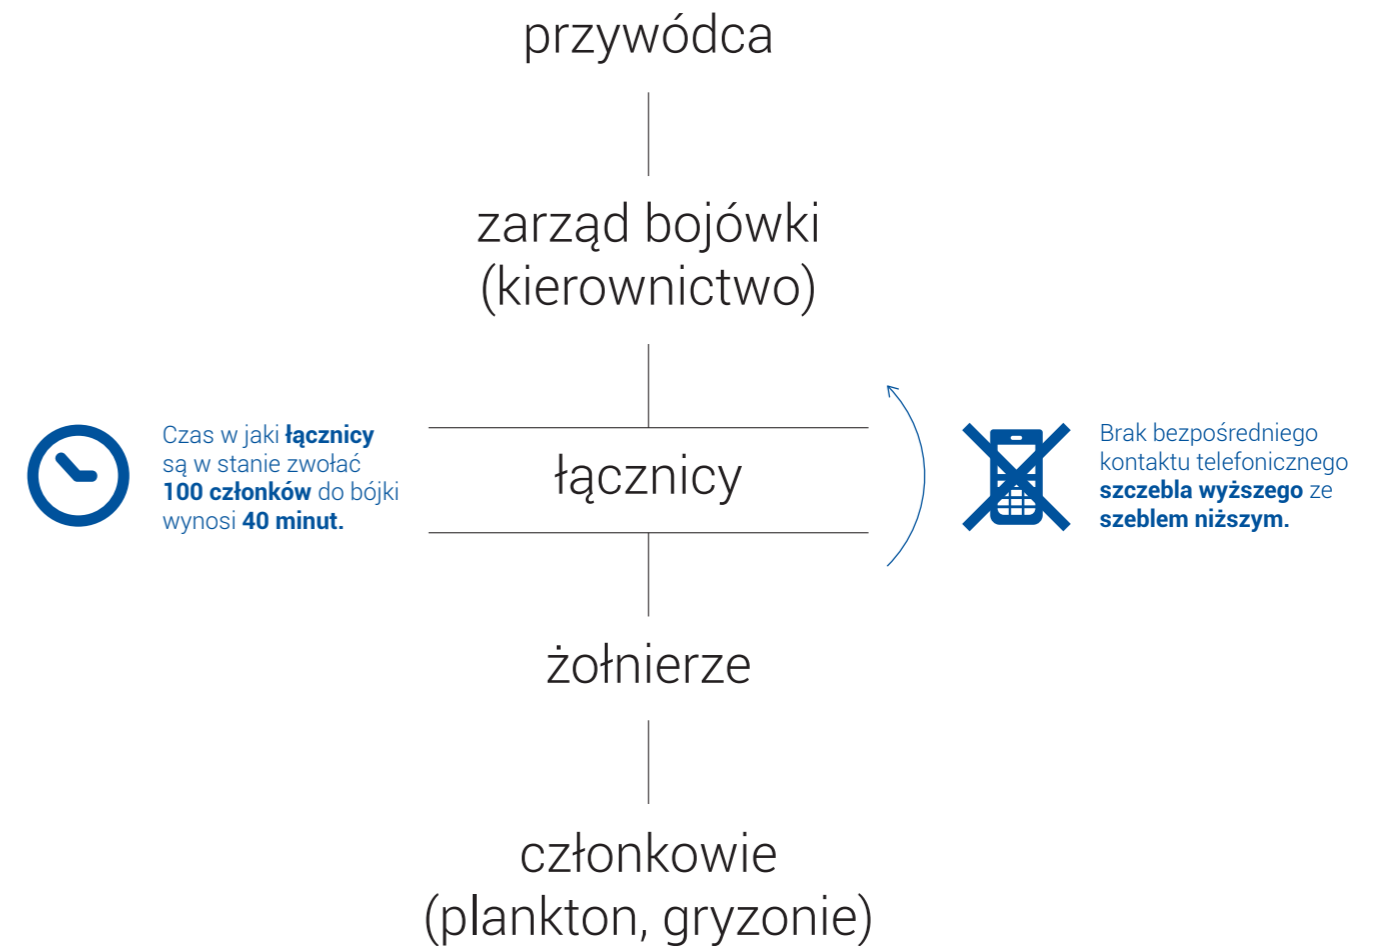 przywódca
zarząd bojówki
(kierownictwo)
Czas w jaki łącznicy
są w stanie zwołać
100 członków do bójki
wynosi 40 minut.
łącznicy
Brak bezpośredniego
kontaktu telefonicznego
szczebla wyższego ze
szeblem niższym.
żołnierze
członkowie
(plankton, gryzonie)